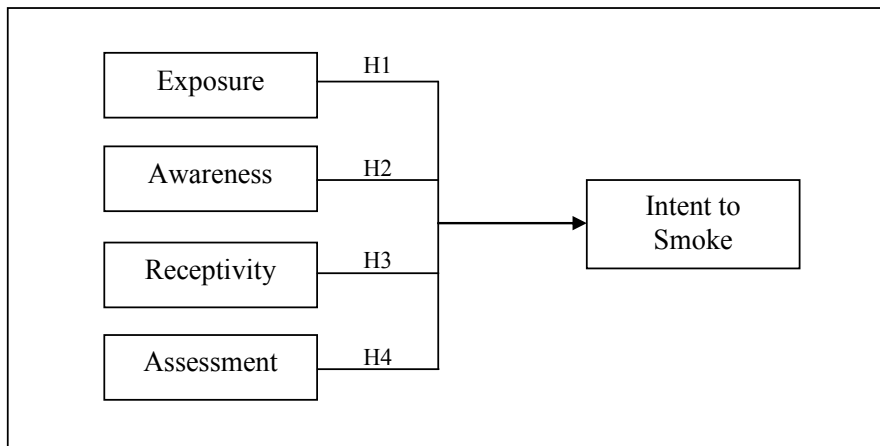 Exposure
H1
Awareness
H2
Receptivity
H3
Assessment
H4
Intent to
Smoke